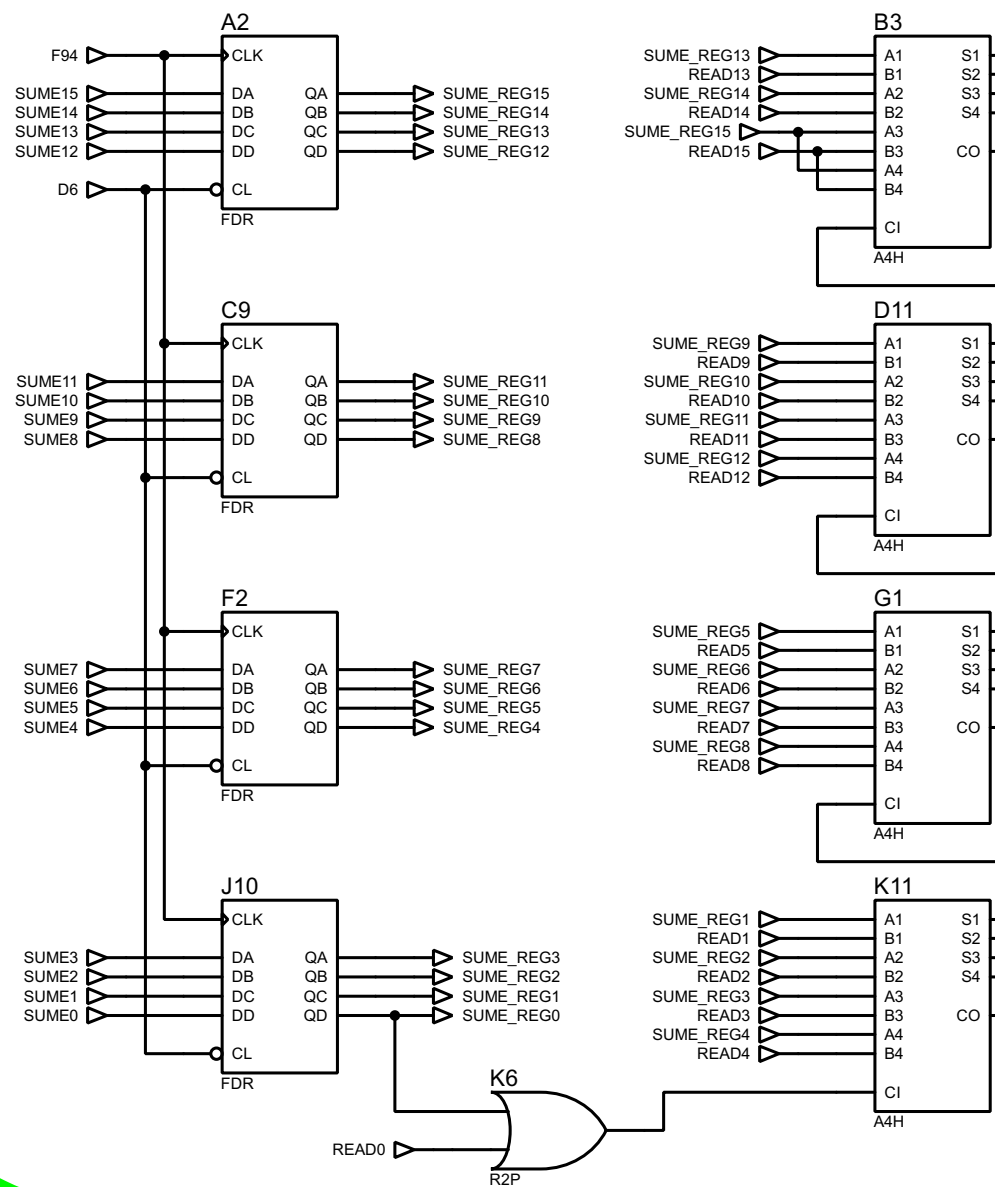 A2
F94
CLK
SUME15 DA QA SUME_REG15
SUME14 DB QB SUME_REG14
SUME13 DC QC SUME_REG13
SUME12 DD QD SUME_REG12
D6 CL
FDR
B3
SUME_REG13 A1 S1
READ13 B1 S2
SUME_REG14 A2 S3
READ14 B2 S4
SUME_REG15 A3
READ15 B3 CO
A4
B4
CI
A4H
C9
CLK
SUME11 DA QA SUME_REG11
SUME10 DB QB SUME_REG10
SUME9 DC QC SUME_REG9
SUME8 DD QD SUME_REG8
CL
FDR
D11
SUME_REG9 A1 S1
READ9 B1 S2
SUME_REG10 A2 S3
READ10 B2 S4
SUME_REG11 A3
READ11 B3 CO
SUME_REG12 A4
READ12 B4
CI
A4H
F2
CLK
SUME7 DA QA SUME_REG7
SUME6 DB QB SUME_REG6
SUME5 DC QC SUME_REG5
SUME4 DD QD SUME_REG4
CL
FDR
G1
SUME_REG5 A1 S1
READ5 B1 S2
SUME_REG6 A2 S3
READ6 B2 S4
SUME_REG7 A3
READ7 B3 CO
SUME_REG8 A4
READ8 B4
CI
A4H
J10
CLK
SUME3 DA QA SUME_REG3
SUME2 DB QB SUME_REG2
SUME1 DC QC SUME_REG1
SUME0 DD QD SUME_REG0
CL
FDR
K11
SUME_REG1 A1 S1
READ1 B1 S2
SUME_REG2 A2 S3
READ2 B2 S4
SUME_REG3 A3
READ3 B3 CO
SUME_REG4 A4
READ4 B4
CI
A4H
K6
READ0
R2P